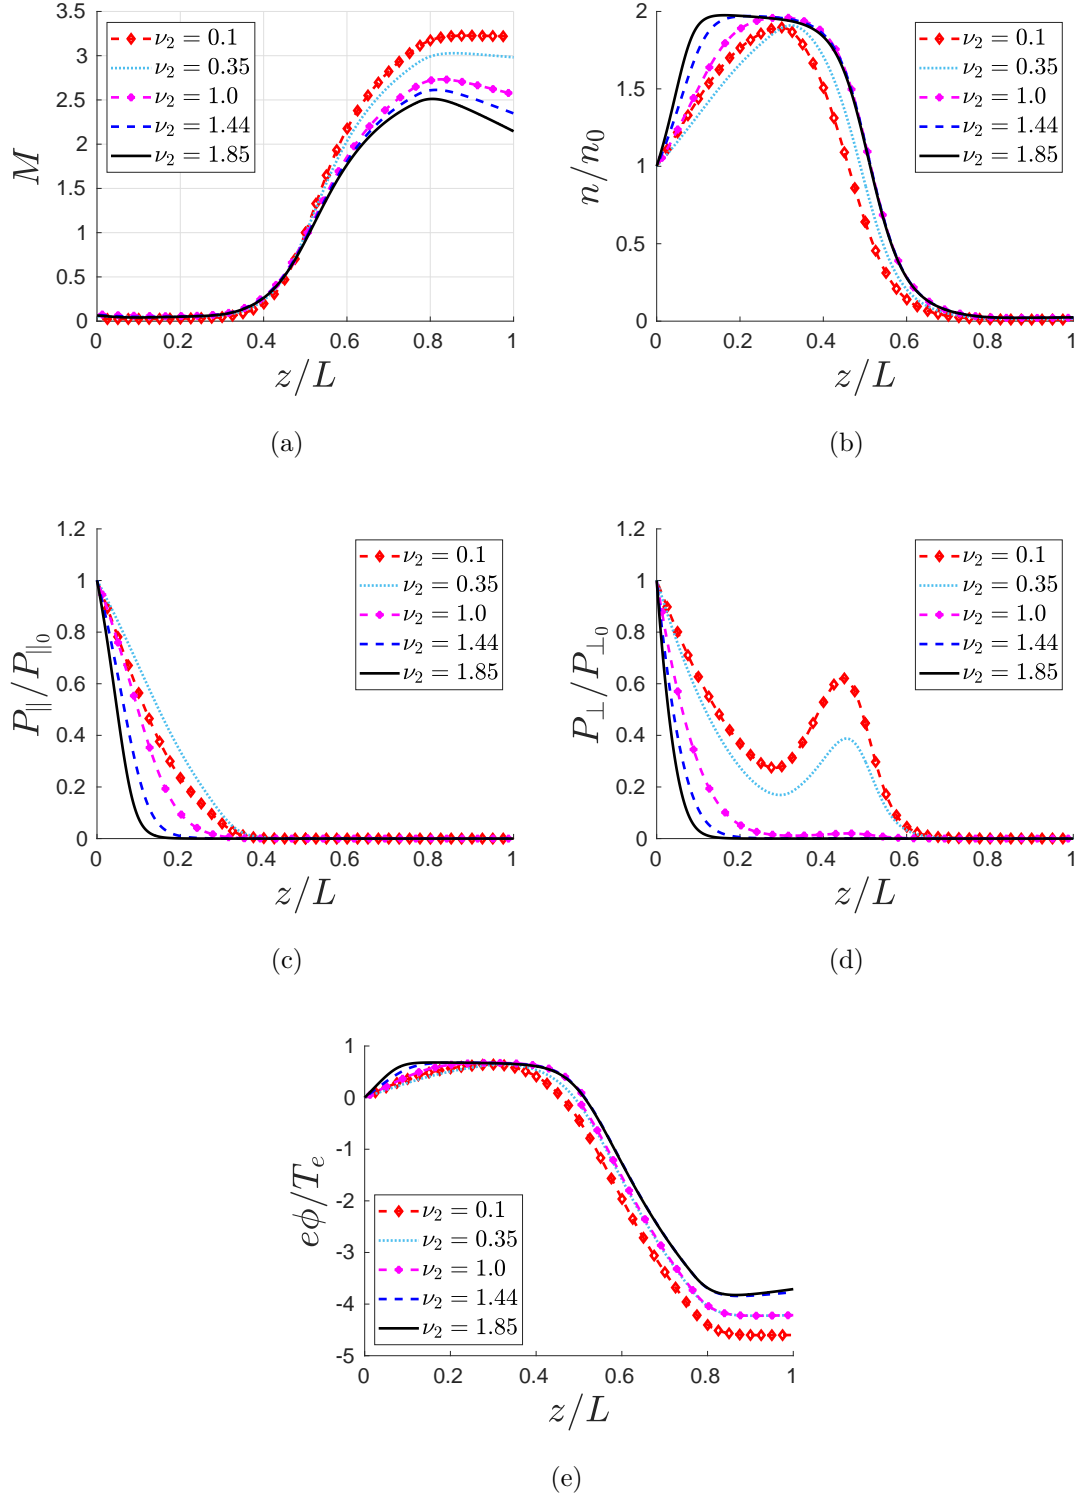 M
3.5
3
2.5
2
1.5
1
0.5
0
0 0.2 0.4 0.6 0.8 1
z/L
ν₂ = 0.1
ν₂ = 0.35
ν₂ = 1.0
ν₂ = 1.44
ν₂ = 1.85
(a)
n/n₀
2
1.5
1
0.5
0
0 0.2 0.4 0.6 0.8 1
z/L
ν₂ = 0.1
ν₂ = 0.35
ν₂ = 1.0
ν₂ = 1.44
ν₂ = 1.85
(b)
P∥/P∥₀
1.2
1
0.8
0.6
0.4
0.2
0
0 0.2 0.4 0.6 0.8 1
z/L
ν₂ = 0.1
ν₂ = 0.35
ν₂ = 1.0
ν₂ = 1.44
ν₂ = 1.85
(c)
P⊥/P⊥₀
1.2
1
0.8
0.6
0.4
0.2
0
0 0.2 0.4 0.6 0.8 1
z/L
ν₂ = 0.1
ν₂ = 0.35
ν₂ = 1.0
ν₂ = 1.44
ν₂ = 1.85
(d)
eϕ/Tₑ
1
0
-1
-2
-3
-4
-5
0 0.2 0.4 0.6 0.8 1
z/L
ν₂ = 0.1
ν₂ = 0.35
ν₂ = 1.0
ν₂ = 1.44
ν₂ = 1.85
(e)